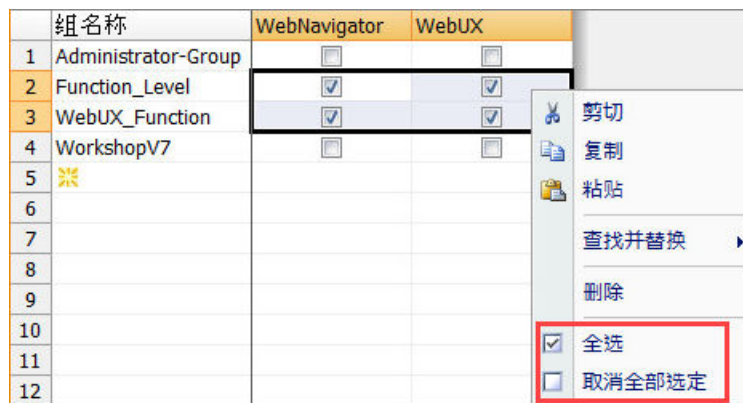 组名称 WebNavigator WebUX
1 Administrator-Group
2 Function_Level
3 WebUX_Function
4 WorkshopV7
5
6
7
8
9
10
11
12
剪切
复制
粘贴
查找并替换
删除
全选
取消全部选定